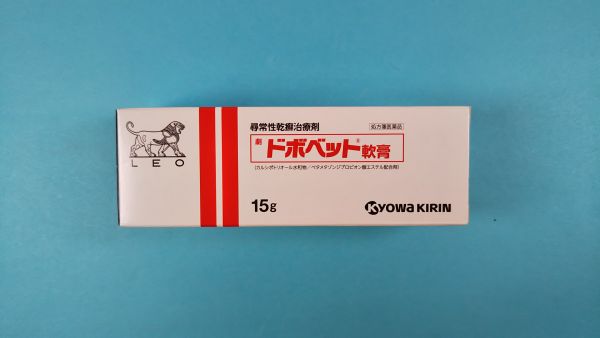 尋常性乾癬治療剤
処方箋医薬品
劇 ドボベット® 軟膏
(カルシポトリオール水和物/ベタメタゾンジプロピオン酸エステル配合剤)
LEO
15g
KYOWA KIRIN